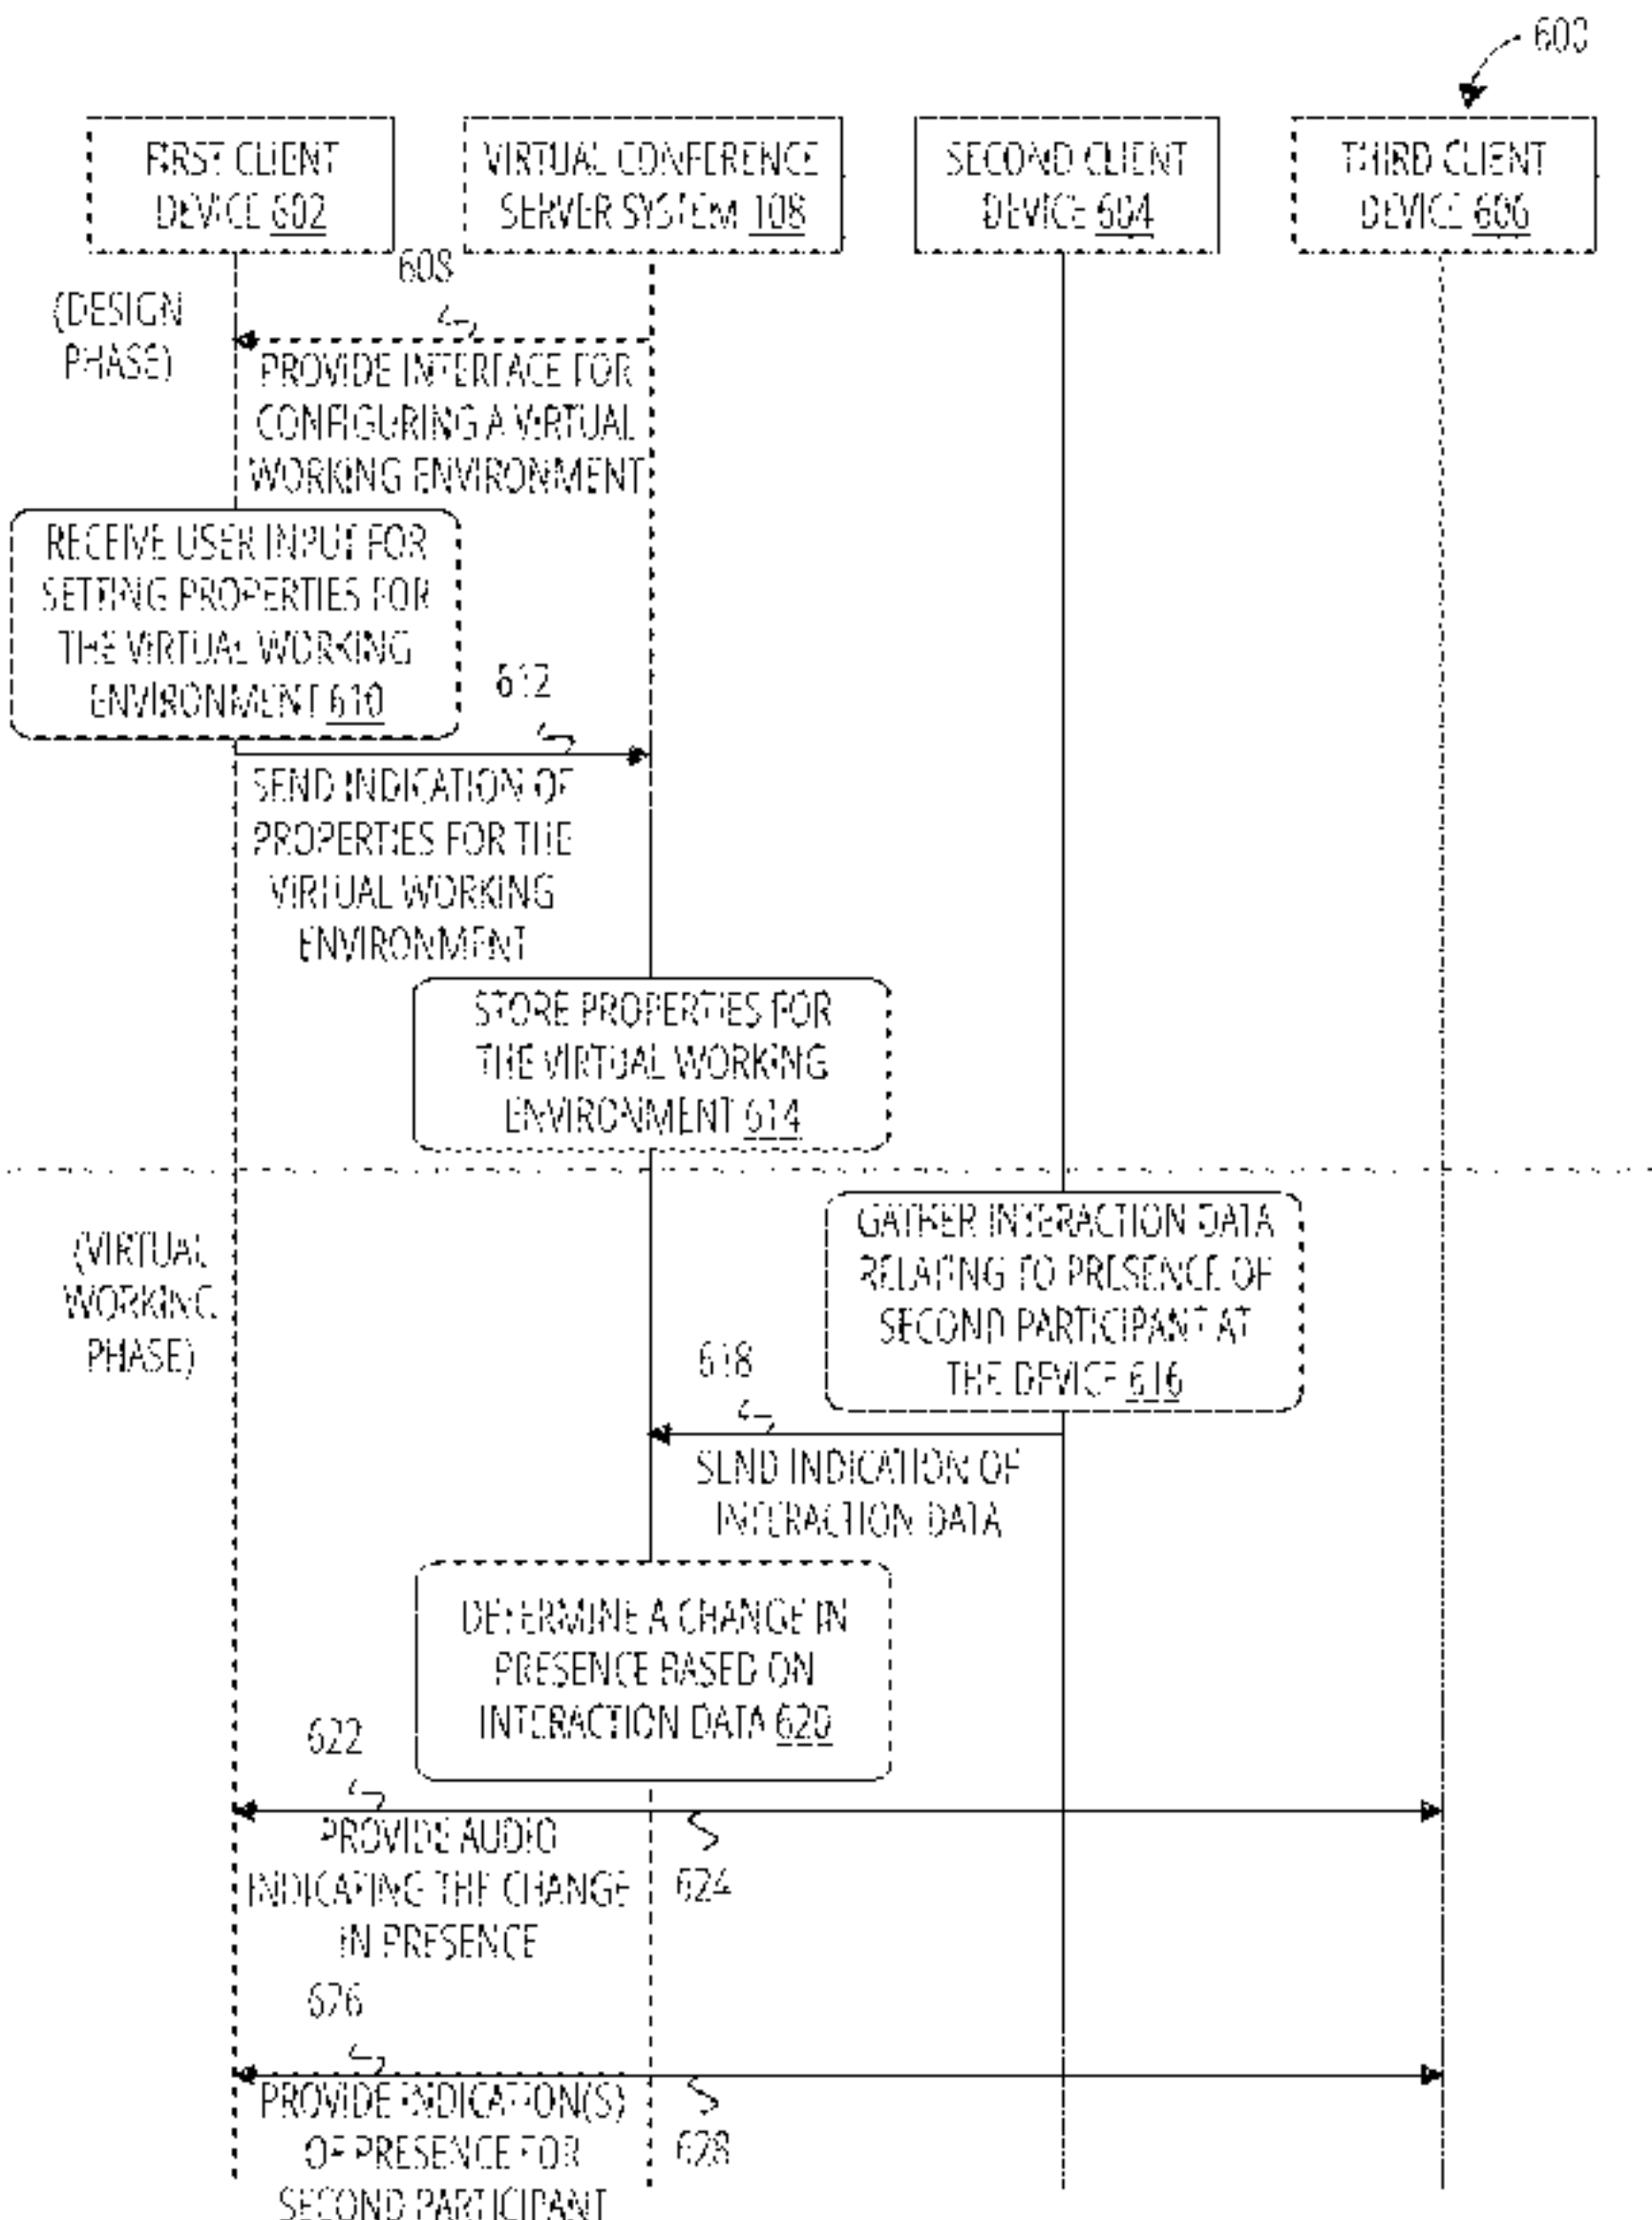 600
FIRST CLIENT
DEVICE 602
VIRTUAL CONFERENCE
SERVER SYSTEM 108
SECOND CLIENT
DEVICE 604
THIRD CLIENT
DEVICE 606
(DESIGN
PHASE)
608
PROVIDE INTERFACE FOR
CONFIGURING A VIRTUAL
WORKING ENVIRONMENT
RECEIVE USER INPUT FOR
SETTING PROPERTIES FOR
THE VIRTUAL WORKING
ENVIRONMENT 610
612
SEND INDICATION OF
PROPERTIES FOR THE
VIRTUAL WORKING
ENVIRONMENT
STORE PROPERTIES FOR
THE VIRTUAL WORKING
ENVIRONMENT 614
(VIRTUAL
WORKING
PHASE)
GATHER INTERACTION DATA
RELATING TO PRESENCE OF
SECOND PARTICIPANT AT
THE DEVICE 616
618
SEND INDICATION OF
INTERACTION DATA
DETERMINE A CHANGE IN
PRESENCE BASED ON
INTERACTION DATA 620
622
PROVIDE AUDIO
INDICATING THE CHANGE
IN PRESENCE
624
626
PROVIDE INDICATION(S)
OF PRESENCE FOR
SECOND PARTICIPANT
628